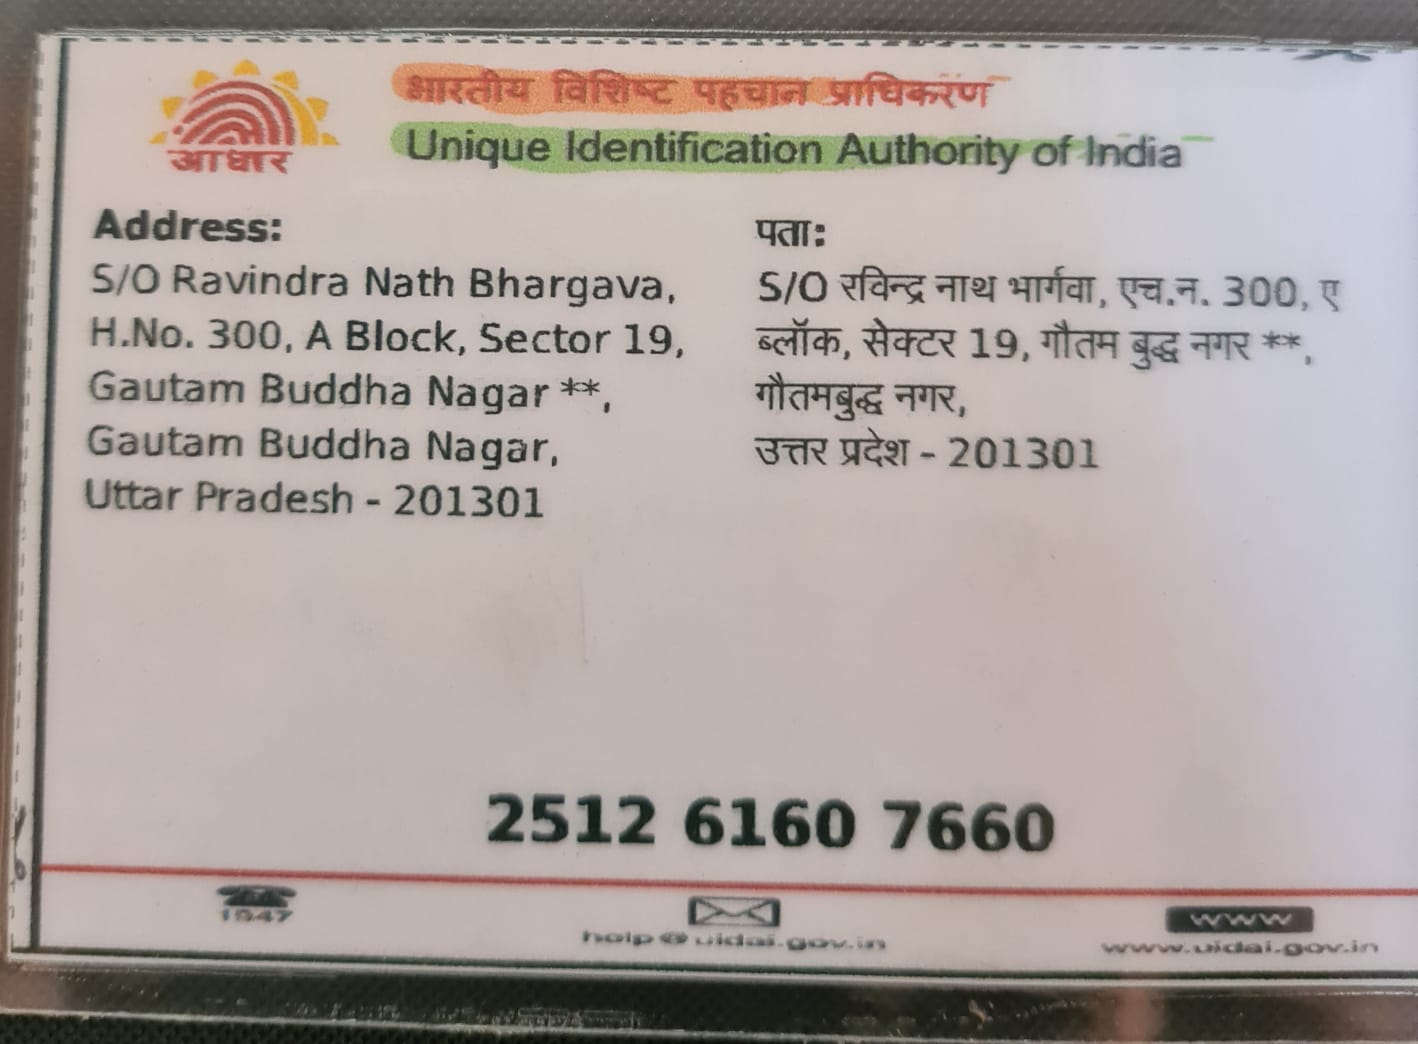 आधार
भारतीय विशिष्ट पहचान प्राधिकरण
Unique Identification Authority of India
Address:
S/O Ravindra Nath Bhargava,
H.No. 300, A Block, Sector 19,
Gautam Buddha Nagar **,
Gautam Buddha Nagar,
Uttar Pradesh - 201301
पता:
S/O रविन्द्र नाथ भार्गवा, एच.न. 300, ए
ब्लॉक, सेक्टर 19, गौतम बुद्ध नगर **,
गौतमबुद्ध नगर,
उत्तर प्रदेश - 201301
2512 6160 7660
1947
help@uidai.gov.in
www
www.uidai.gov.in